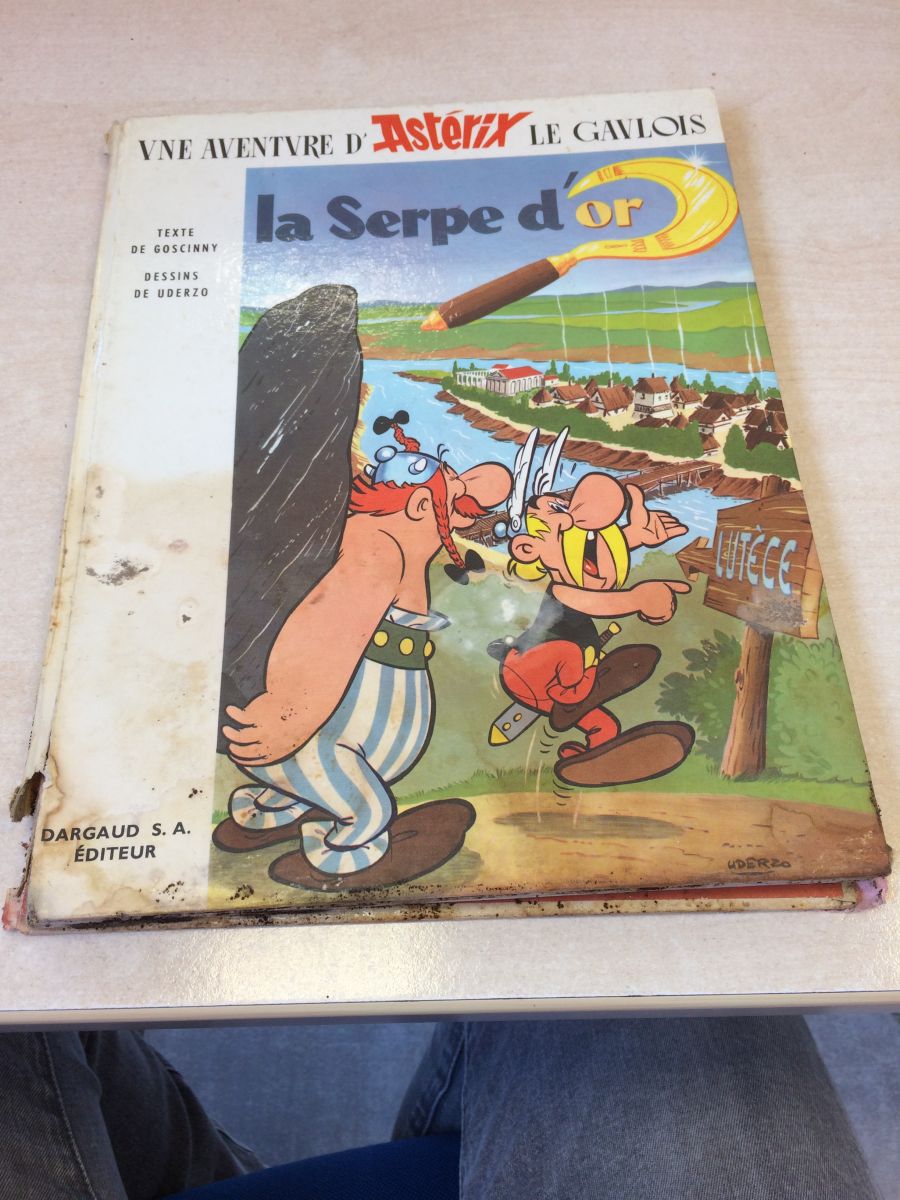 VNE AVENTVRE D'Astérix LE GAVLOIS
la Serpe d'or
TEXTE
DE GOSCINNY
DESSINS
DE UDERZO
LUTÈCE
DARGAUD S. A.
ÉDITEUR
UDERZO